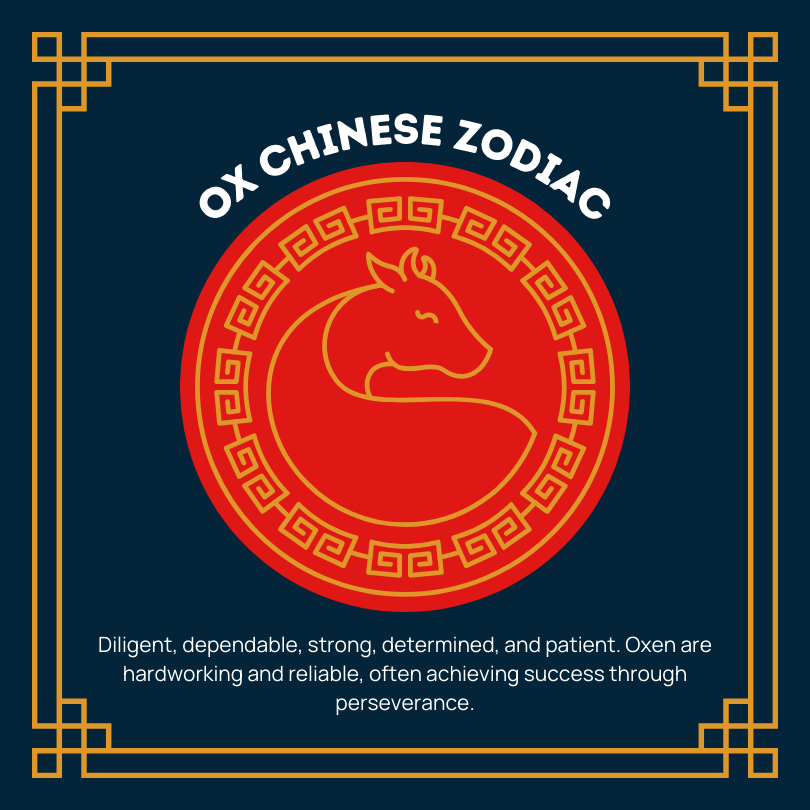 OX CHINESE ZODIAC
Diligent, dependable, strong, determined, and patient. Oxen are
hardworking and reliable, often achieving success through
perseverance.